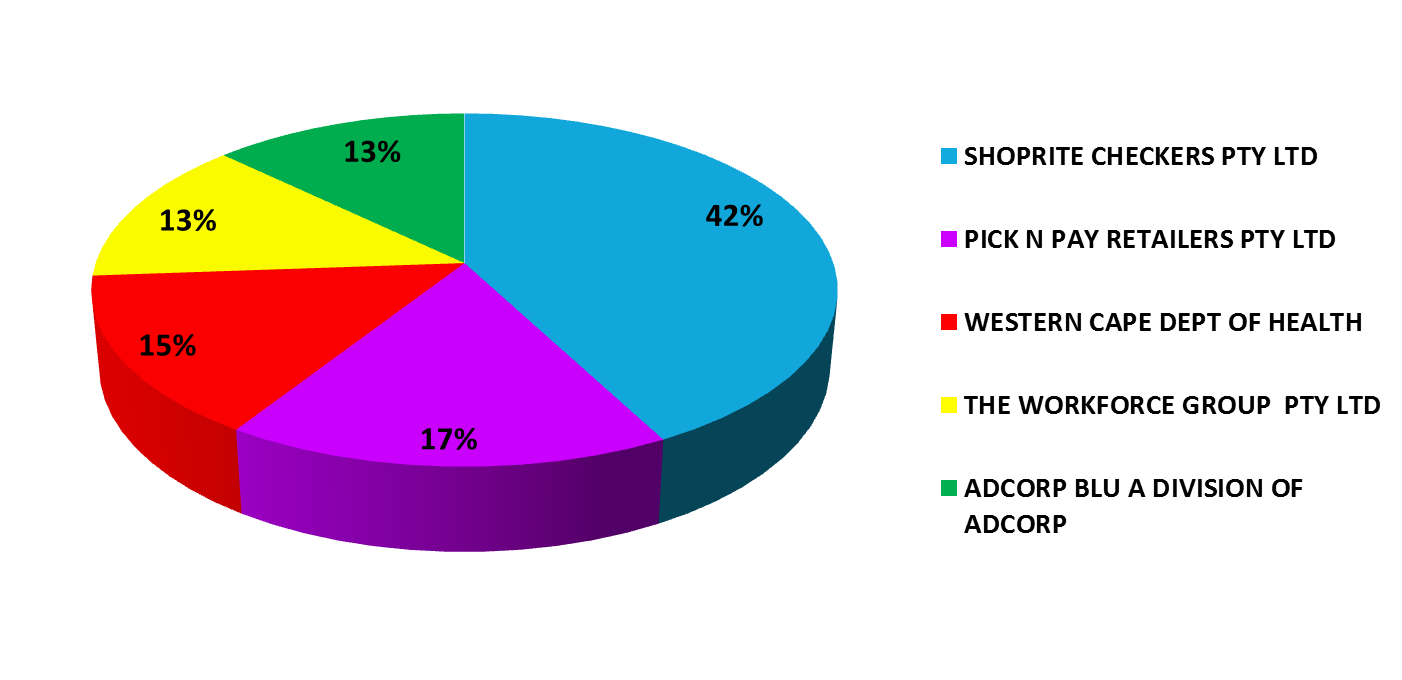 13%
42%
13%
15%
17%
SHOPRITE CHECKERS PTY LTD
PICK N PAY RETAILERS PTY LTD
WESTERN CAPE DEPT OF HEALTH
THE WORKFORCE GROUP  PTY LTD
ADCORP BLU A DIVISION OF
ADCORP